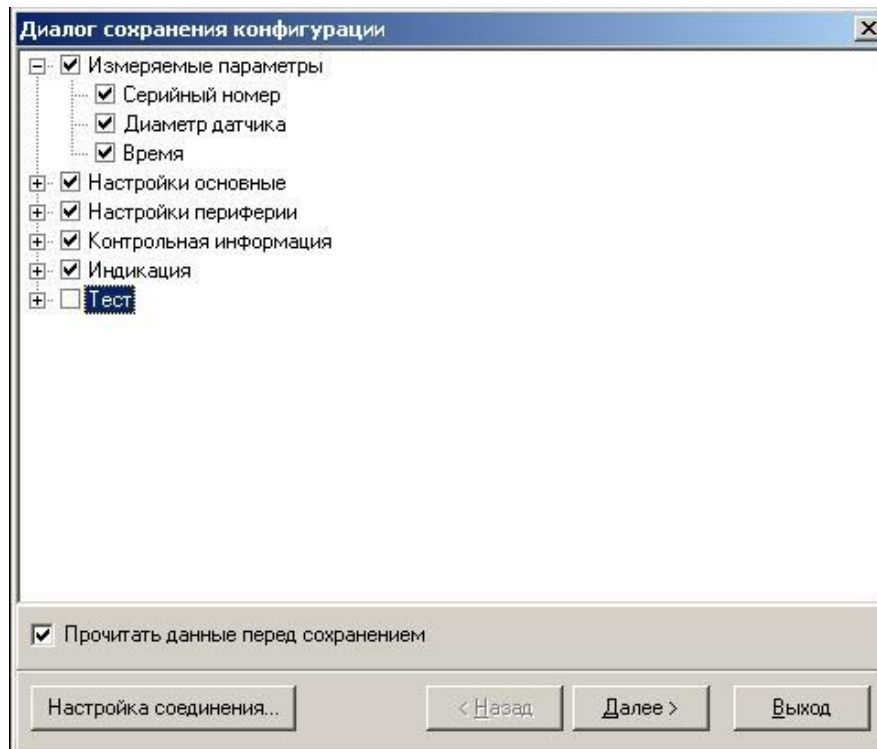 Диалог сохранения конфигурации
Измеряемые параметры
Серийный номер
Диаметр датчика
Время
Настройки основные
Настройки периферии
Контрольная информация
Индикация
Тест
Прочитать данные перед сохранением
Настройка соединения... < Назад Далее > Выход